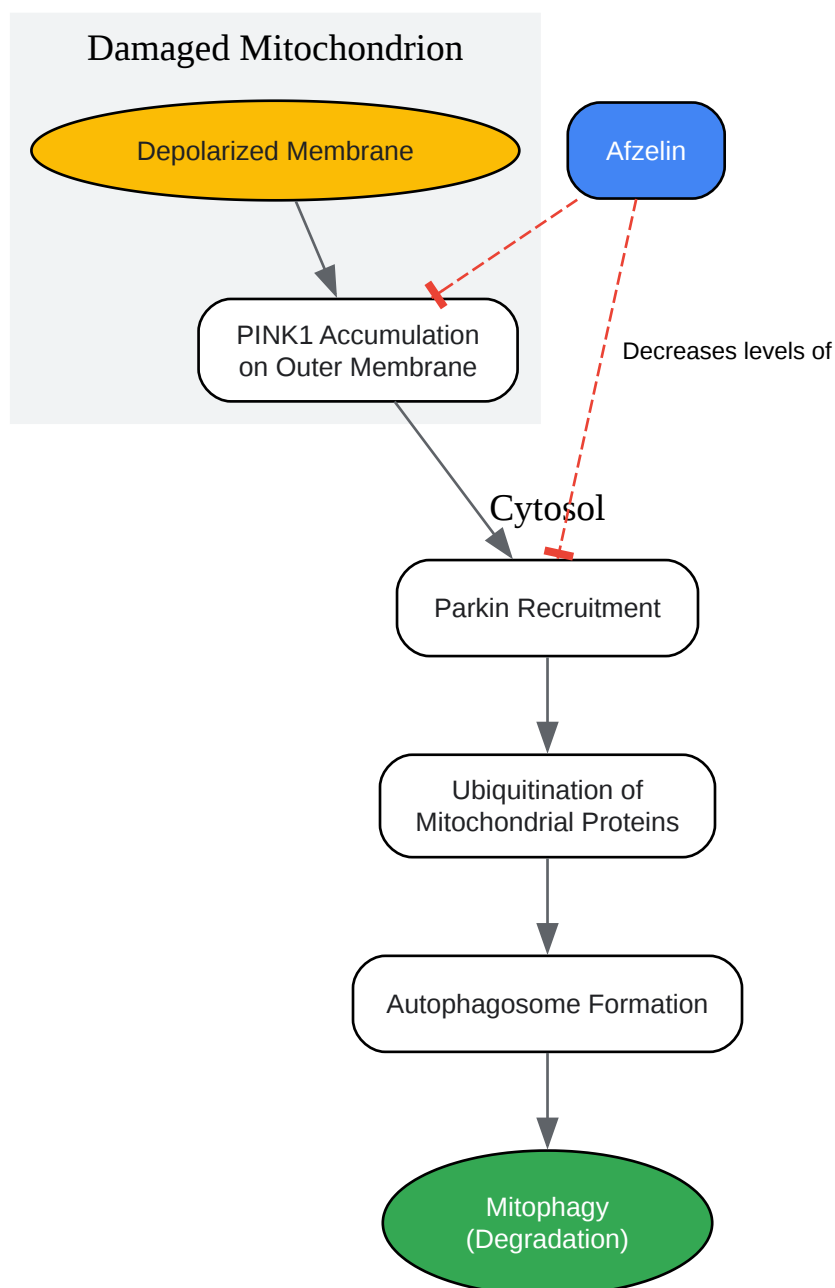 Damaged Mitochondrion
Depolarized Membrane
Afzelin
PINK1 Accumulation
on Outer Membrane
Decreases levels of
Cytosol
Parkin Recruitment
Ubiquitination of
Mitochondrial Proteins
Autophagosome Formation
Mitophagy
(Degradation)